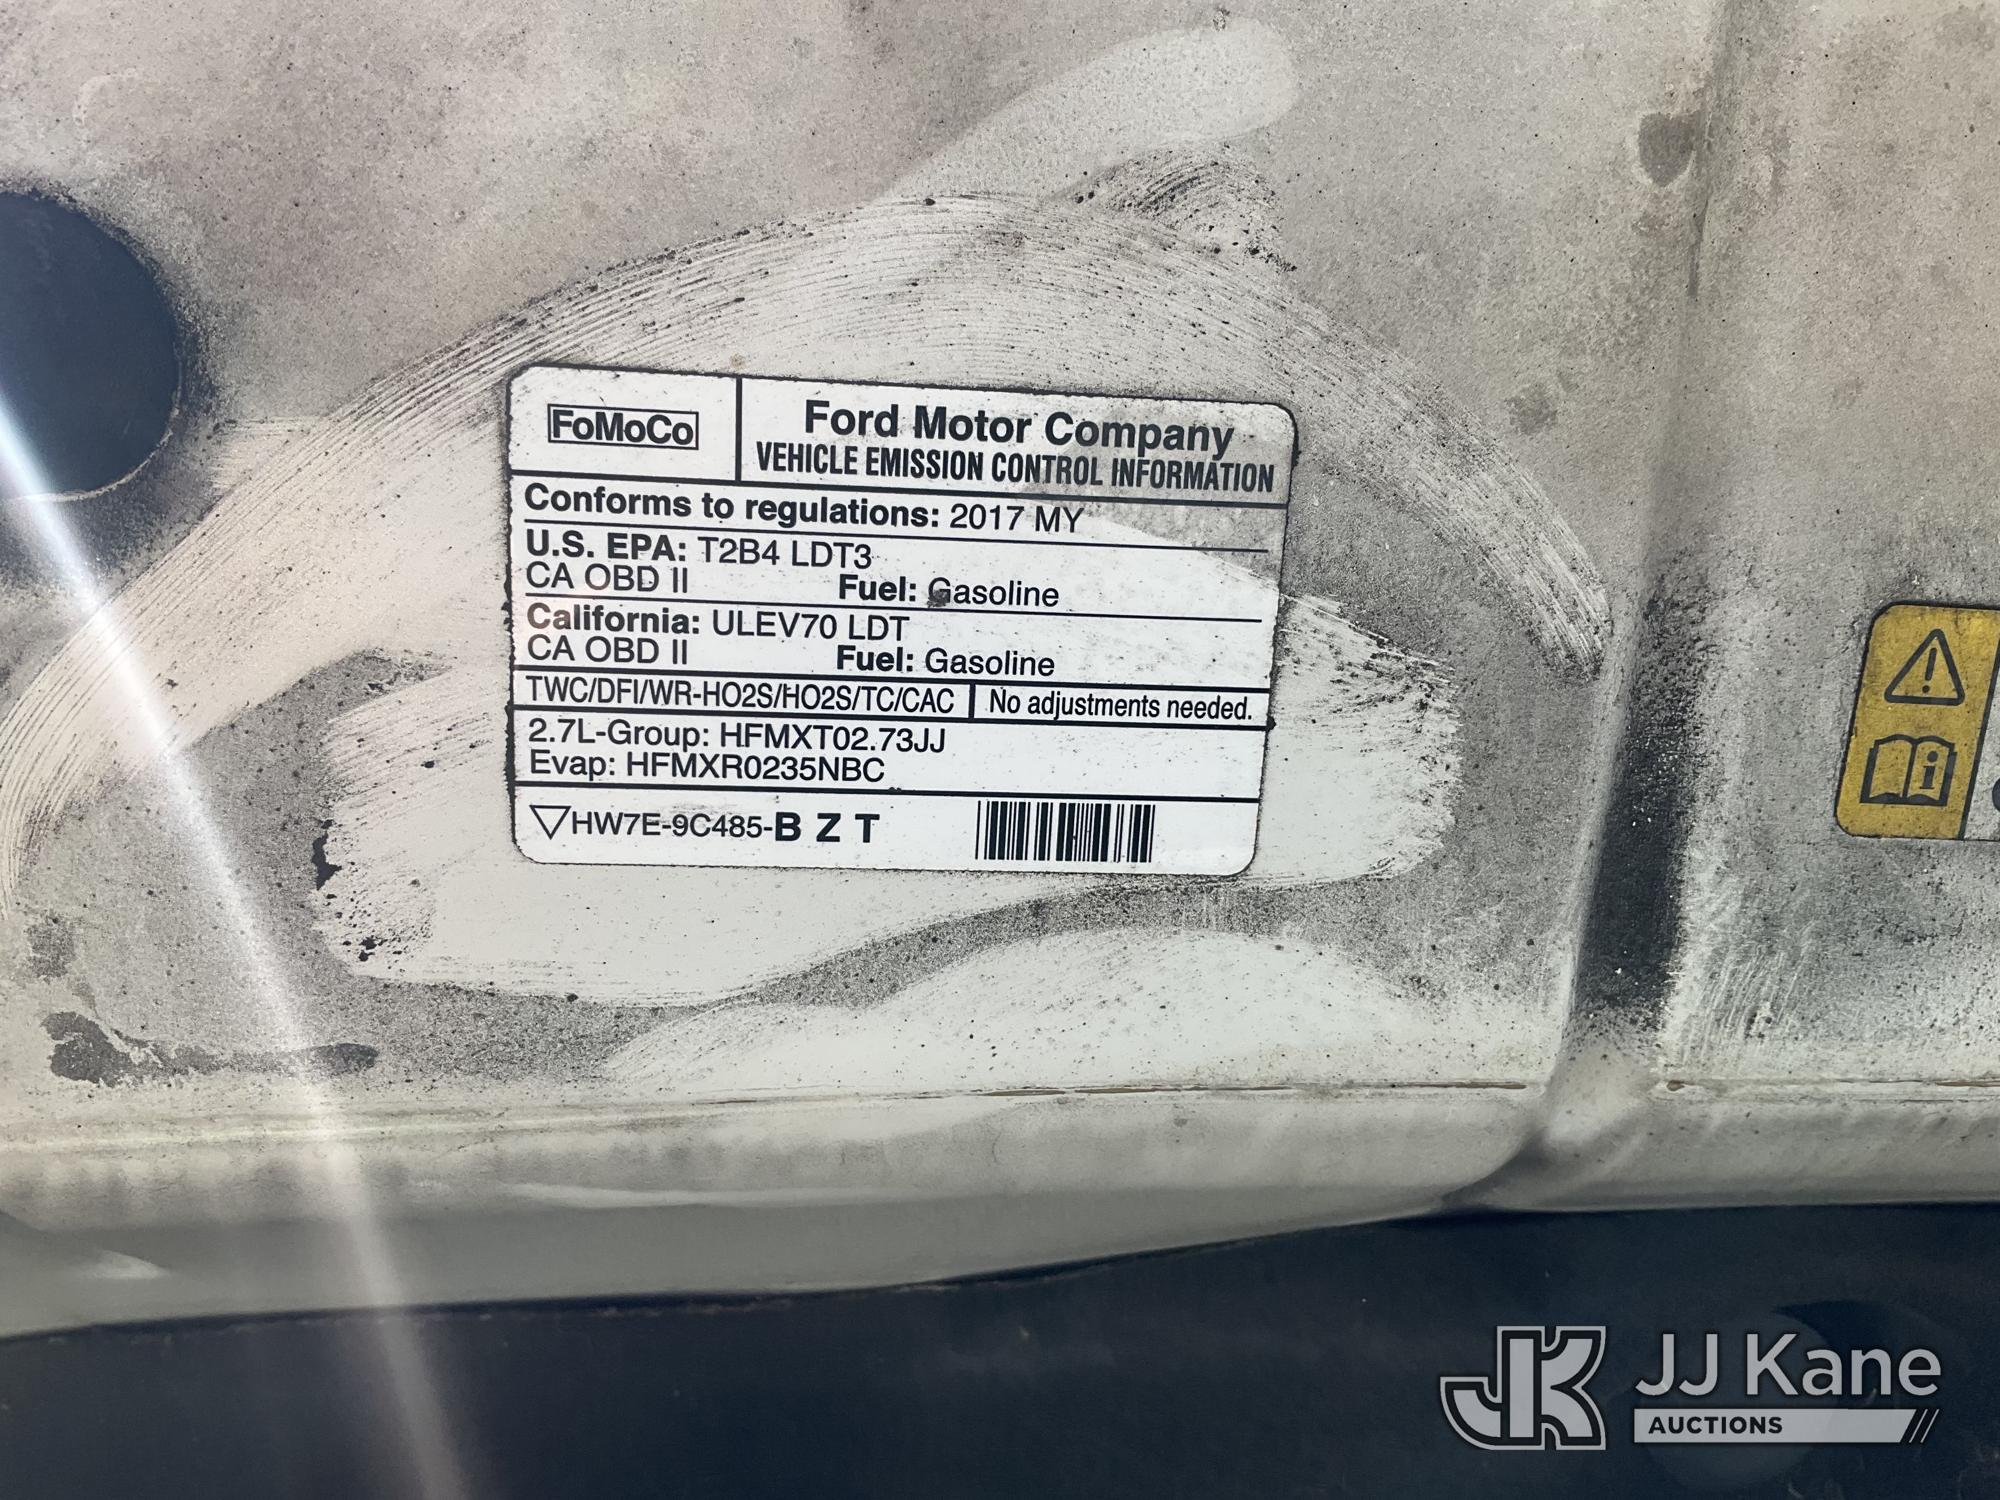 FoMoCo
Ford Motor Company
VEHICLE EMISSION CONTROL INFORMATION
Conforms to regulations: 2017 MY
U.S. EPA: T2B4 LDT3
CA OBD II Fuel: Gasoline
California: ULEV70 LDT
CA OBD II Fuel: Gasoline
TWC/DFI/WR-HO2S/HO2S/TC/CAC No adjustments needed.
2.7L-Group: HFMXT02.73JJ
Evap: HFMXR0235NBC
HW7E-9C485-B Z T
JK JJ Kane
AUCTIONS